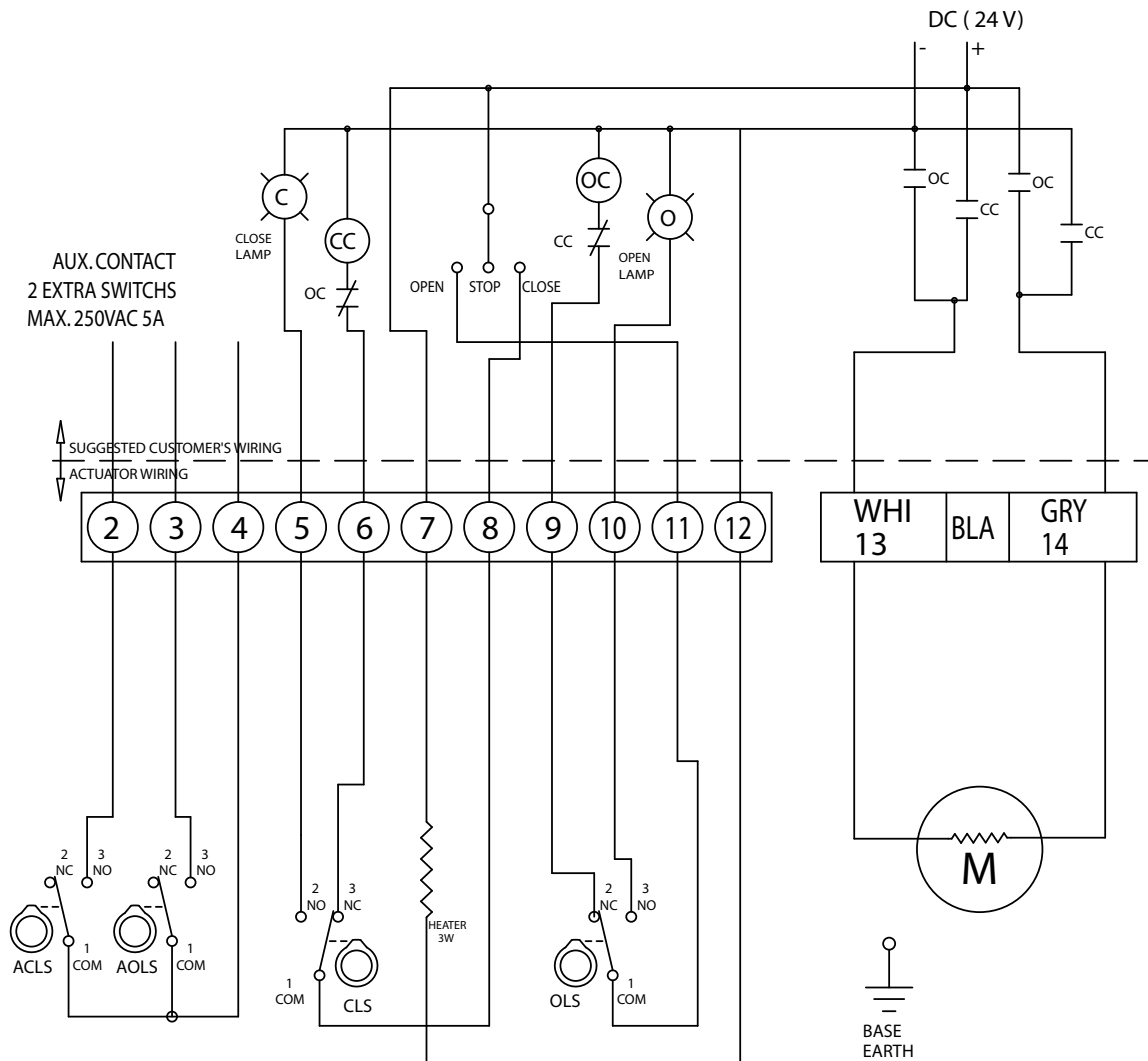 DC ( 24 V)
- +
C
CLOSE
LAMP
CC
OC
OPEN STOP CLOSE
OC
CC
O
OPEN
LAMP
OC
CC
OC
CC
AUX. CONTACT
2 EXTRA SWITCHS
MAX. 250VAC 5A
SUGGESTED CUSTOMER'S WIRING
ACTUATOR WIRING
2 3 4 5 6 7 8 9 10 11 12
WHI
13
BLA
GRY
14
2
NC
3
NO
1
COM
ACLS
2
NC
3
NO
1
COM
AOLS
2
NO
3
NC
1
COM
CLS
HEATER
3W
2
NC
3
NO
1
COM
OLS
M
BASE
EARTH